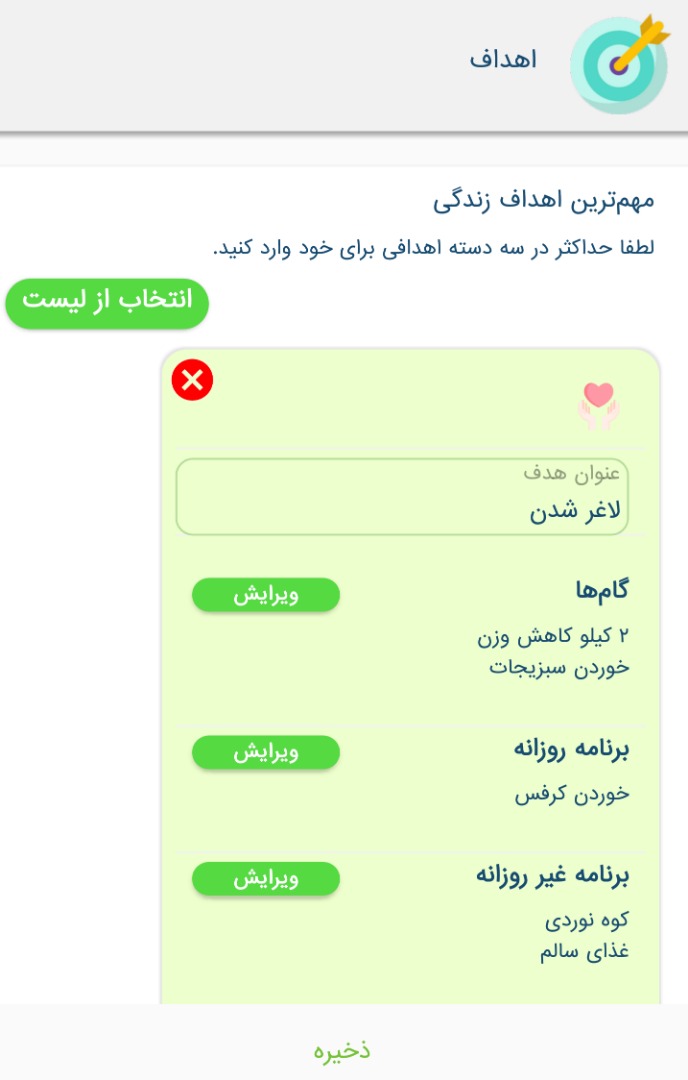 اهداف
مهم‌ترین اهداف زندگی
لطفا حداکثر در سه دسته اهدافی برای خود وارد کنید.
انتخاب از لیست
عنوان هدف
لاغر شدن
گام‌ها
ویرایش
۲ کیلو کاهش وزن
خوردن سبزیجات
برنامه روزانه
ویرایش
خوردن کرفس
برنامه غیر روزانه
ویرایش
کوه نوردی
غذای سالم
ذخیره